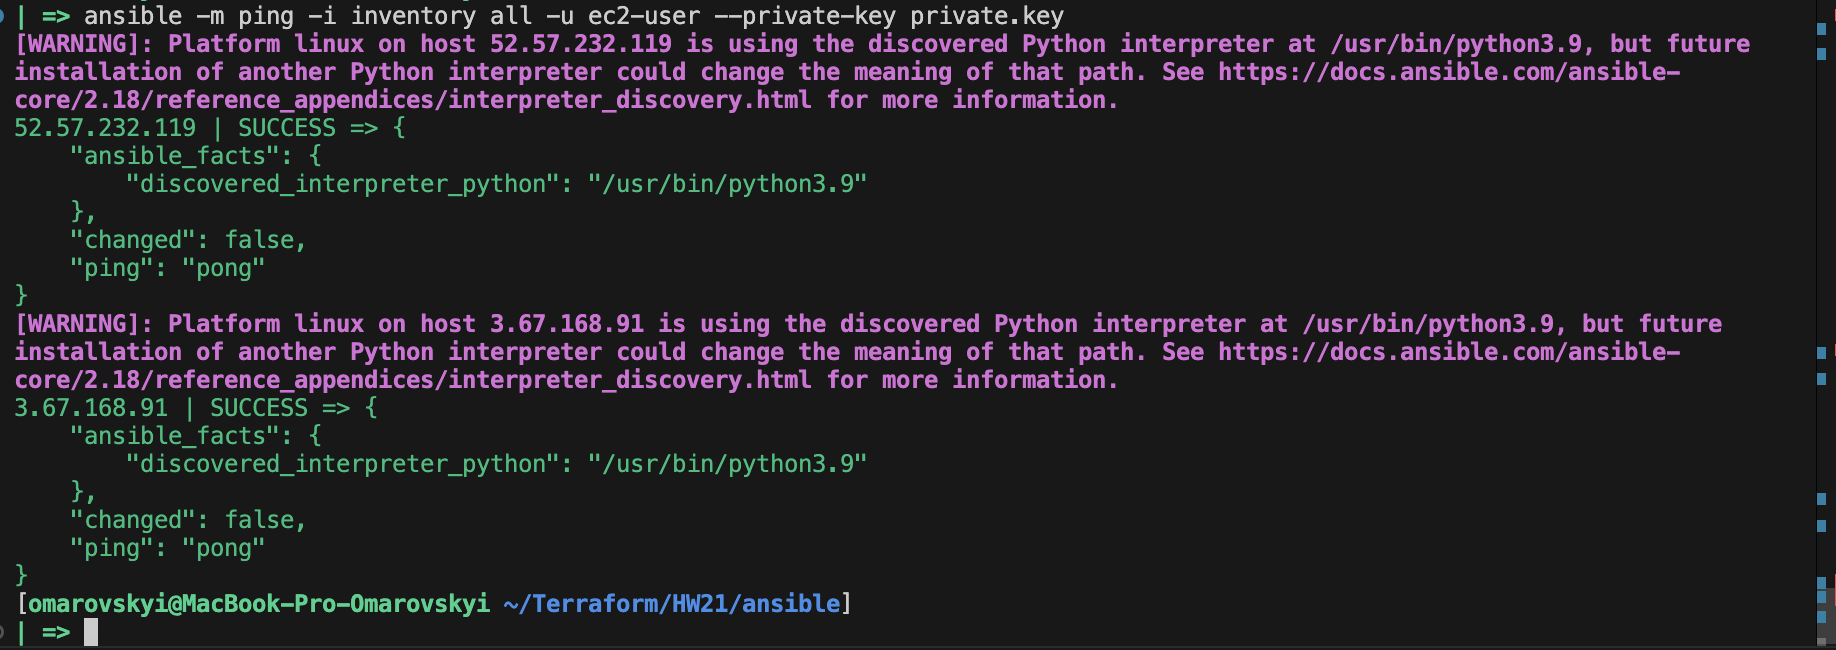 | => ansible -m ping -i inventory all -u ec2-user --private-key private.key
[WARNING]: Platform linux on host 52.57.232.119 is using the discovered Python interpreter at /usr/bin/python3.9, but future
installation of another Python interpreter could change the meaning of that path. See https://docs.ansible.com/ansible-
core/2.18/reference_appendices/interpreter_discovery.html for more information.
52.57.232.119 | SUCCESS => {
    "ansible_facts": {
        "discovered_interpreter_python": "/usr/bin/python3.9"
    },
    "changed": false,
    "ping": "pong"
}
[WARNING]: Platform linux on host 3.67.168.91 is using the discovered Python interpreter at /usr/bin/python3.9, but future
installation of another Python interpreter could change the meaning of that path. See https://docs.ansible.com/ansible-
core/2.18/reference_appendices/interpreter_discovery.html for more information.
3.67.168.91 | SUCCESS => {
    "ansible_facts": {
        "discovered_interpreter_python": "/usr/bin/python3.9"
    },
    "changed": false,
    "ping": "pong"
}
[omarovskyi@MacBook-Pro-Omarovskyi ~/Terraform/HW21/ansible]
| =>